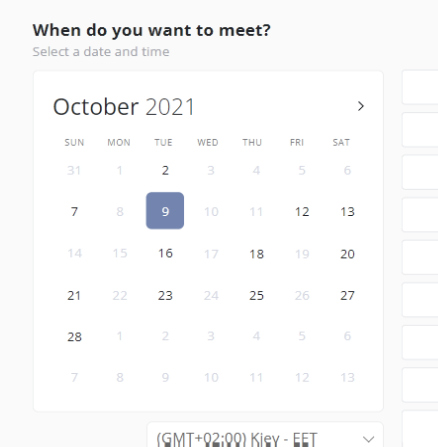 When do you want to meet?
Select a date and time
October 2021
SUN MON TUE WED THU FRI SAT
31 1 2 3 4 5 6
7 8 9 10 11 12 13
14 15 16 17 18 19 20
21 22 23 24 25 26 27
28 1 2 3 4 5 6
7 8 9 10 11 12 13
(GMT+02:00) Kiev - EET